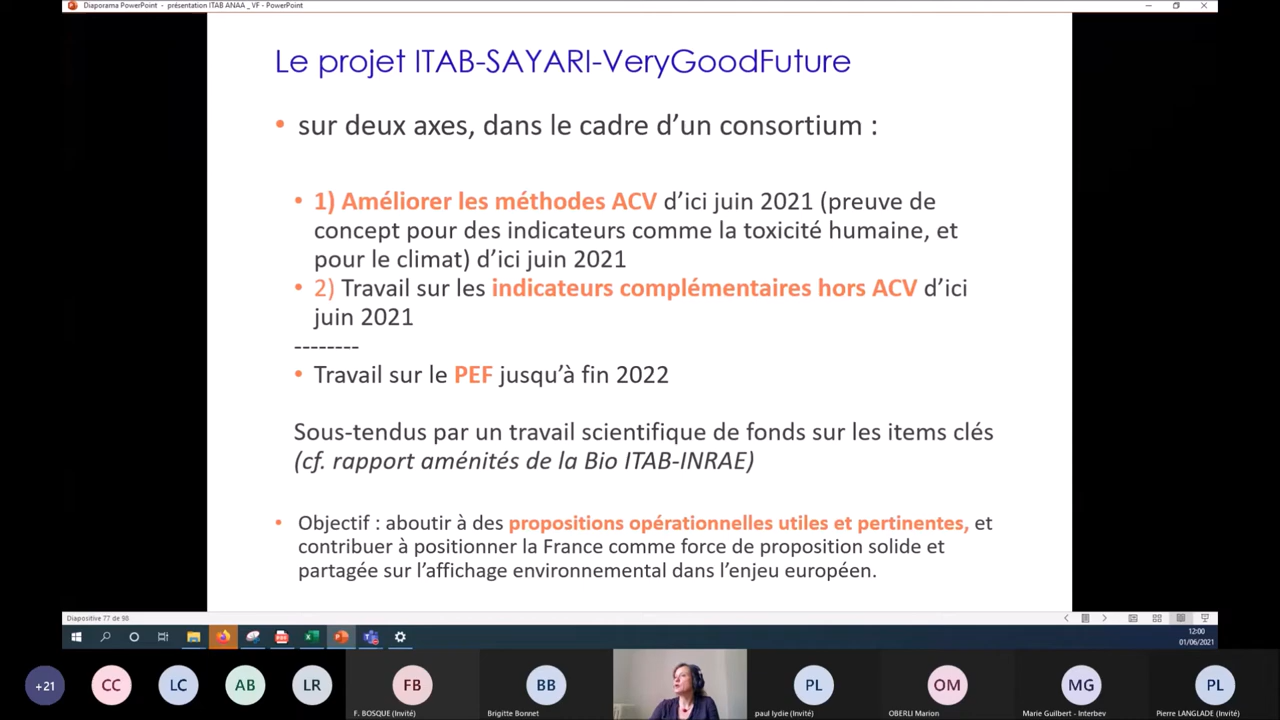 Diaporama PowerPoint - présentation ITAB ANAA _ VF - PowerPoint
Le projet ITAB-SAYARI-VeryGoodFuture
• sur deux axes, dans le cadre d’un consortium :
• 1) Améliorer les méthodes ACV d’ici juin 2021 (preuve de
concept pour des indicateurs comme la toxicité humaine, et
pour le climat) d’ici juin 2021
• 2) Travail sur les indicateurs complémentaires hors ACV d’ici
juin 2021
--------
• Travail sur le PEF jusqu’à fin 2022
Sous-tendus par un travail scientifique de fonds sur les items clés
(cf. rapport aménités de la Bio ITAB-INRAE)
• Objectif : aboutir à des propositions opérationnelles utiles et pertinentes, et
contribuer à positionner la France comme force de proposition solide et
partagée sur l’affichage environnemental dans l’enjeu européen.
Diapositive 77 de 98
12:00
01/06/2021
+21 CC LC AB LR FB BB PL OM MG PL
F. BOSQUE (Invité) Brigitte Bonnet paul lydie (Invité) OBERLI Marion Marie Guilbert - Interbev Pierre LANGLADE (Invité)